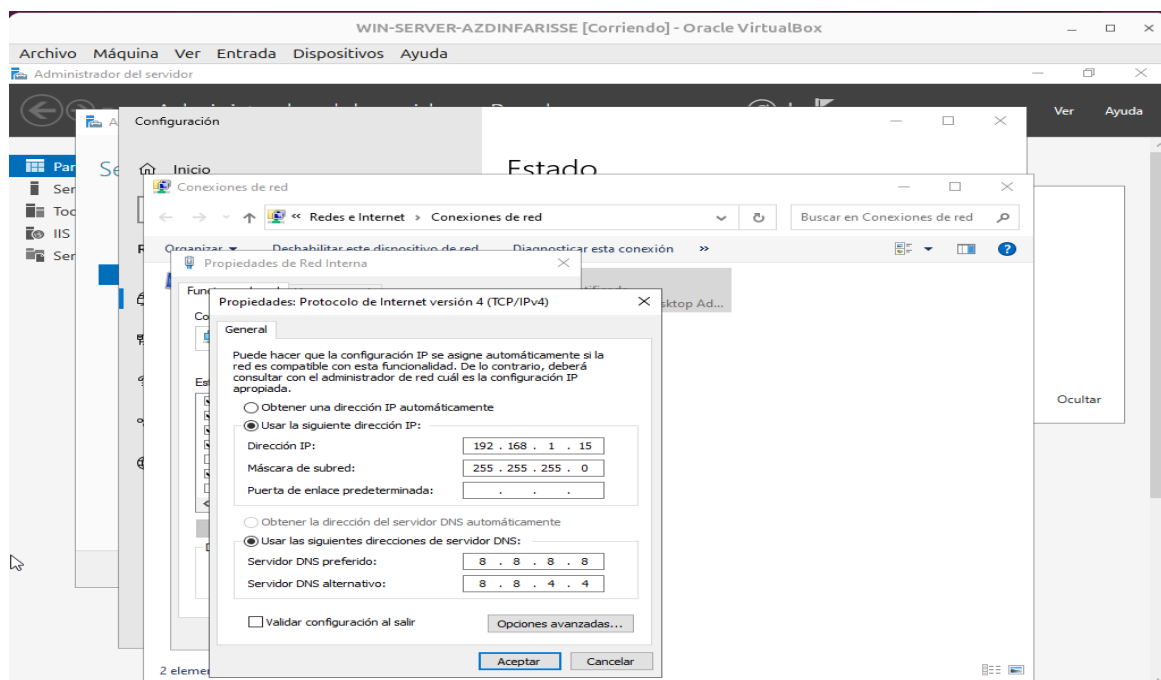 WIN-SERVER-AZDINFARISSE [Corriendo] - Oracle VirtualBox
Archivo Máquina Ver Entrada Dispositivos Ayuda
Administrador del servidor
Ver Ayuda
Configuración
Par
Se
Inicio
Estado
Ser
Conexiones de red
Toc
« Redes e Internet > Conexiones de red
Buscar en Conexiones de red
IIS
Ser
Organizar
Deshabilitar este dispositivo de red
Diagnosticar esta conexión »
Propiedades de Red Interna
Propiedades: Protocolo de Internet versión 4 (TCP/IPv4)
sktop Ad...
General
Puede hacer que la configuración IP se asigne automáticamente si la
red es compatible con esta funcionalidad. De lo contrario, deberá
consultar con el administrador de red cuál es la configuración IP
apropiada.
Obtener una dirección IP automáticamente
Usar la siguiente dirección IP:
Dirección IP: 192 . 168 . 1 . 15
Máscara de subred: 255 . 255 . 255 . 0
Puerta de enlace predeterminada: . . .
Obtener la dirección del servidor DNS automáticamente
Usar las siguientes direcciones de servidor DNS:
Servidor DNS preferido: 8 . 8 . 8 . 8
Servidor DNS alternativo: 8 . 8 . 4 . 4
Validar configuración al salir
Opciones avanzadas...
Aceptar Cancelar
Ocultar
2 elemen